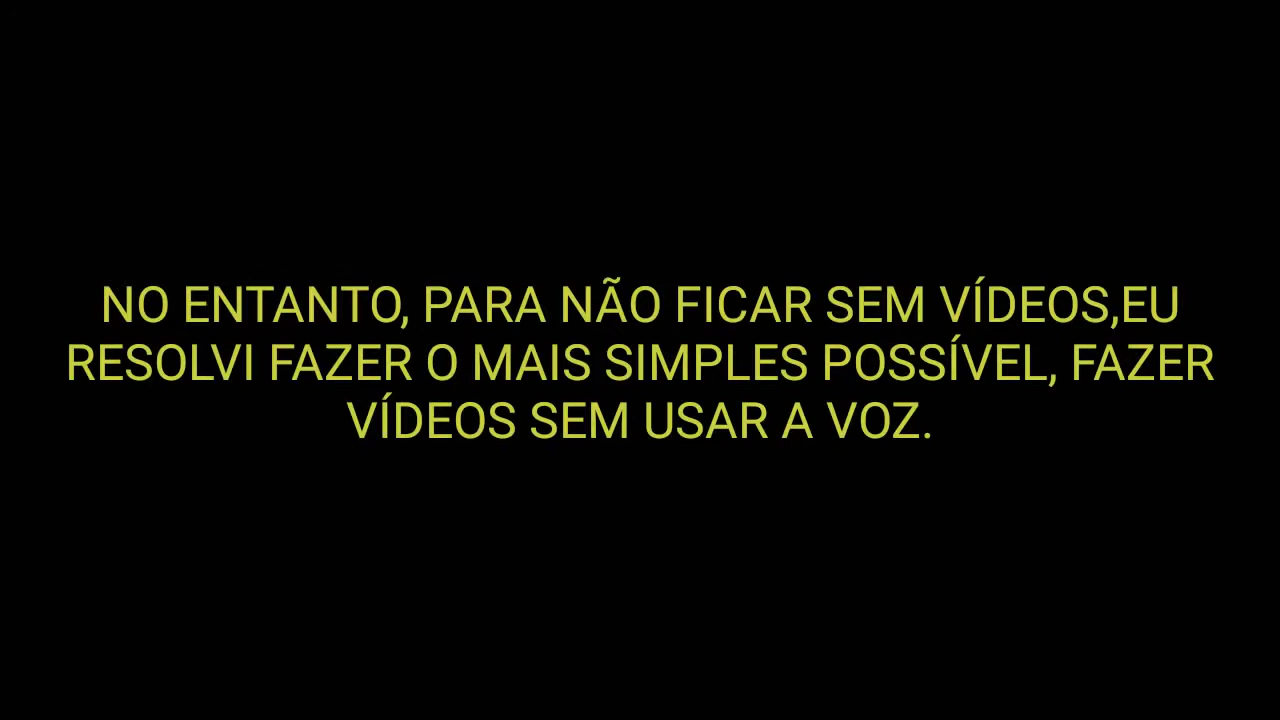 NO ENTANTO, PARA NÃO FICAR SEM VÍDEOS,EU
RESOLVI FAZER O MAIS SIMPLES POSSÍVEL, FAZER
VÍDEOS SEM USAR A VOZ.